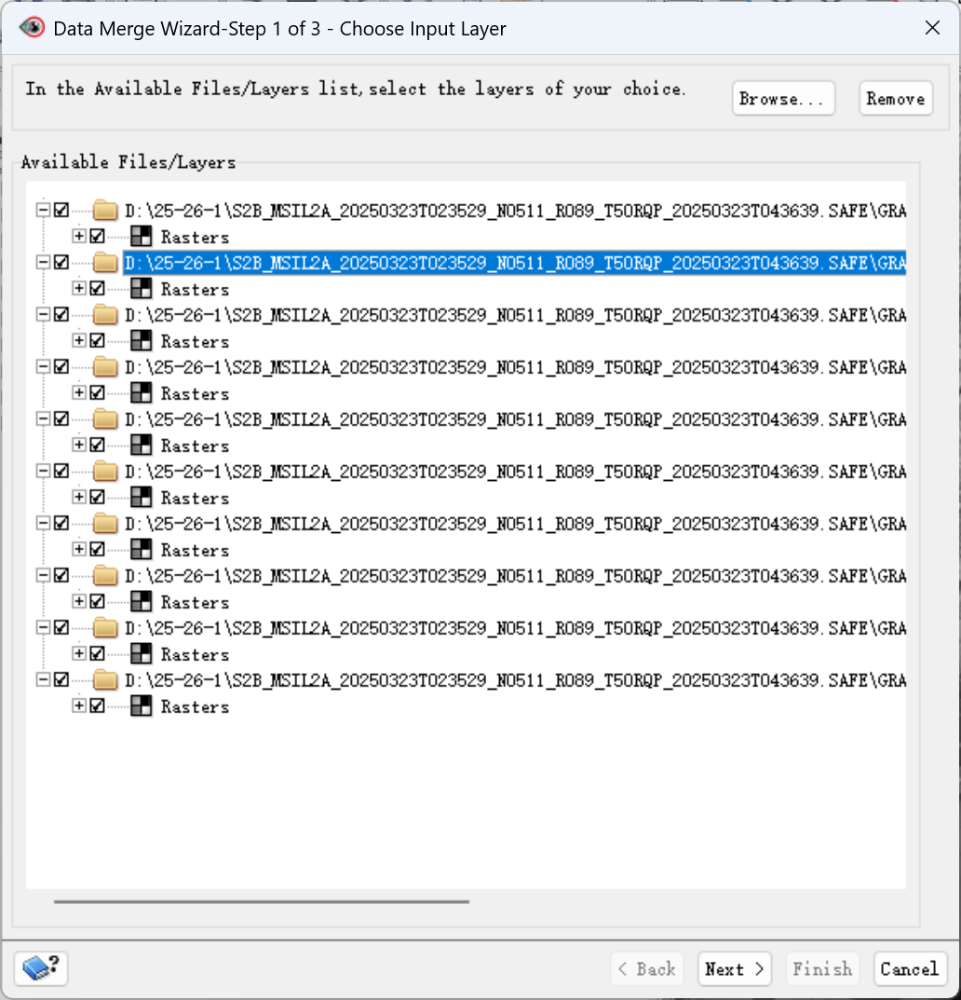 Data Merge Wizard-Step 1 of 3 - Choose Input Layer
In the Available Files/Layers list, select the layers of your choice.
Browse...
Remove
Available Files/Layers
D:\25-26-1\S2B_MSIL2A_20250323T023529_N0511_R089_T50RQP_20250323T043639.SAFE\GRA
Rasters
D:\25-26-1\S2B_MSIL2A_20250323T023529_N0511_R089_T50RQP_20250323T043639.SAFE\GRA
Rasters
D:\25-26-1\S2B_MSIL2A_20250323T023529_N0511_R089_T50RQP_20250323T043639.SAFE\GRA
Rasters
D:\25-26-1\S2B_MSIL2A_20250323T023529_N0511_R089_T50RQP_20250323T043639.SAFE\GRA
Rasters
D:\25-26-1\S2B_MSIL2A_20250323T023529_N0511_R089_T50RQP_20250323T043639.SAFE\GRA
Rasters
D:\25-26-1\S2B_MSIL2A_20250323T023529_N0511_R089_T50RQP_20250323T043639.SAFE\GRA
Rasters
D:\25-26-1\S2B_MSIL2A_20250323T023529_N0511_R089_T50RQP_20250323T043639.SAFE\GRA
Rasters
D:\25-26-1\S2B_MSIL2A_20250323T023529_N0511_R089_T50RQP_20250323T043639.SAFE\GRA
Rasters
D:\25-26-1\S2B_MSIL2A_20250323T023529_N0511_R089_T50RQP_20250323T043639.SAFE\GRA
Rasters
D:\25-26-1\S2B_MSIL2A_20250323T023529_N0511_R089_T50RQP_20250323T043639.SAFE\GRA
Rasters
?
< Back
Next >
Finish
Cancel